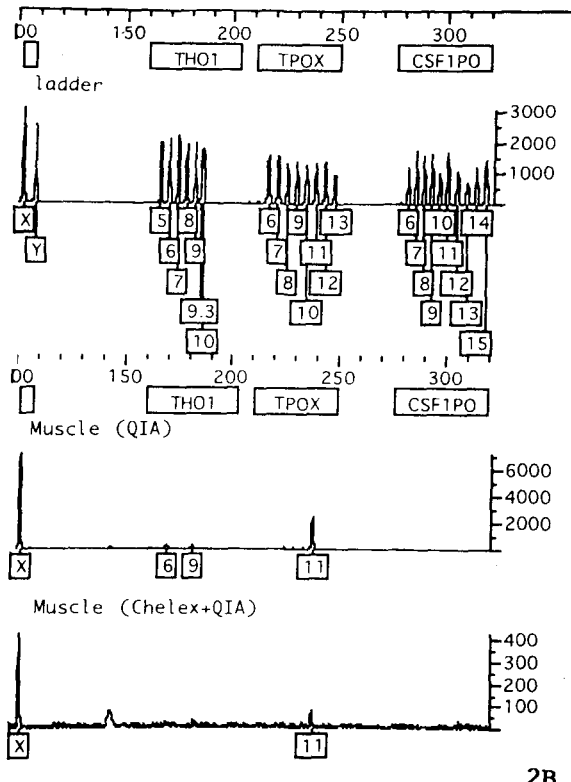 00 150 200 250 300
THO1 TPOX CSF1PO
ladder
3000
2000
1000
X 5 8 6 9 13 6 10 14
Y 6 9 7 11 7 11
7 8 12 8 12
9.3 10 9 13
10 15
00 150 200 250 300
THO1 TPOX CSF1PO
Muscle (QIA)
6000
4000
2000
X 6 9 11
Muscle (Chelex+QIA)
400
300
200
100
X 11
2B